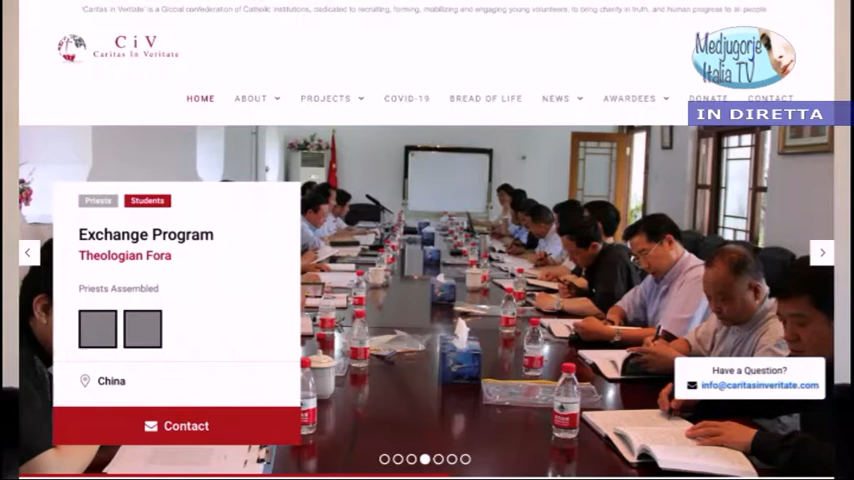 'Caritas in Veritate' is a Global confederation of Catholic institutions, dedicated to recruiting, forming, mobilizing and engaging young volunteers, to bring charity in truth, and human progress to all people
CiV
Caritas In Veritate
Medjugorje
Italia TV
HOME ABOUT PROJECTS COVID-19 BREAD OF LIFE NEWS AWARDEES DONATE CONTACT
IN DIRETTA
Priests Students
Exchange Program
Theologian Fora
Priests Assembled
China
Contact
Have a Question?
info@caritasinveritate.com